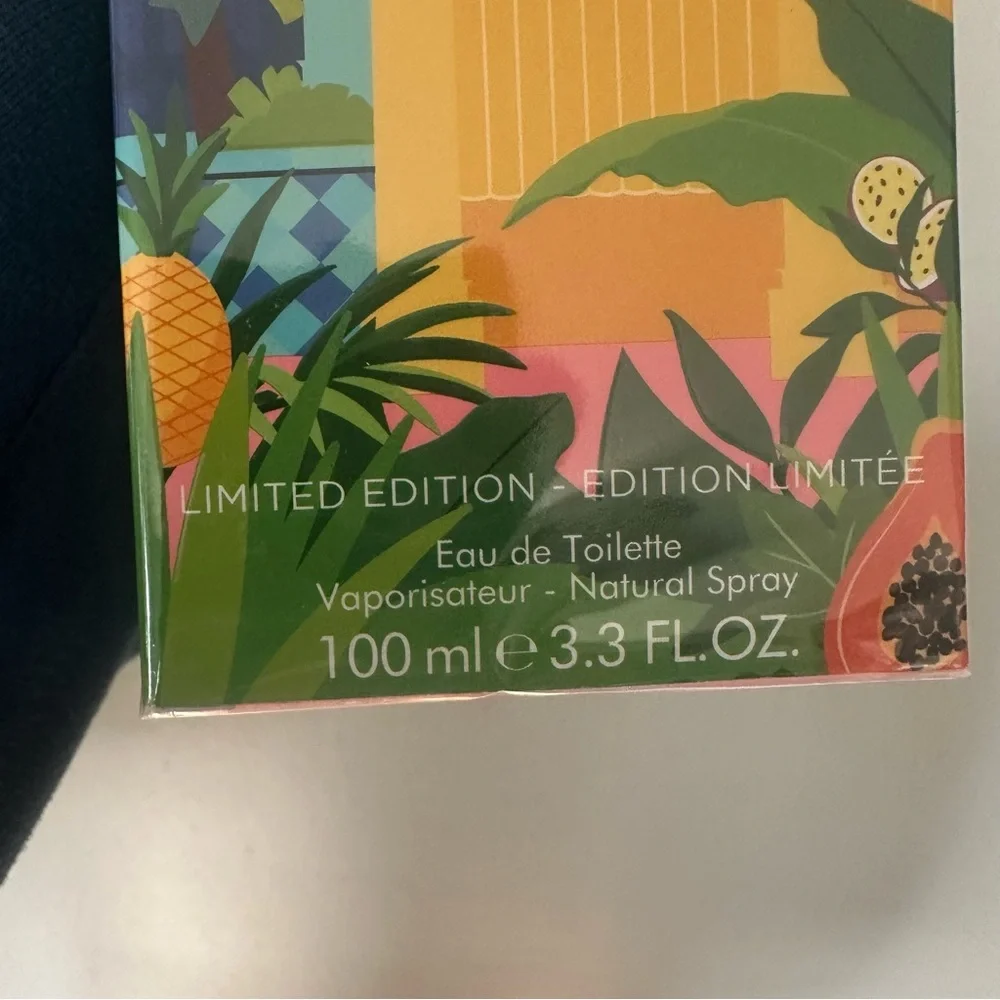 LIMITED EDITION - EDITION LIMITÉE
Eau de Toilette
Vaporisateur - Natural Spray
100 ml ℮ 3.3 FL.OZ.